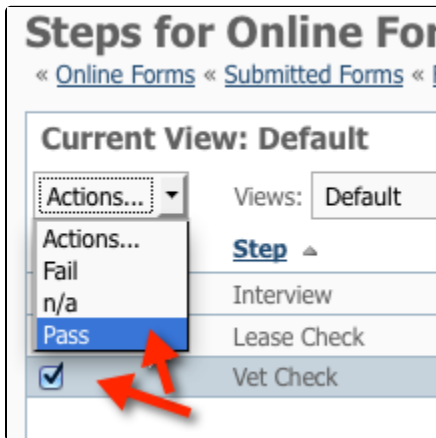 Steps for Online For
« Online Forms « Submitted Forms «
Current View: Default
Actions... Views: Default
Actions...
Step
Fail
n/a
Interview
Pass
Lease Check
Vet Check